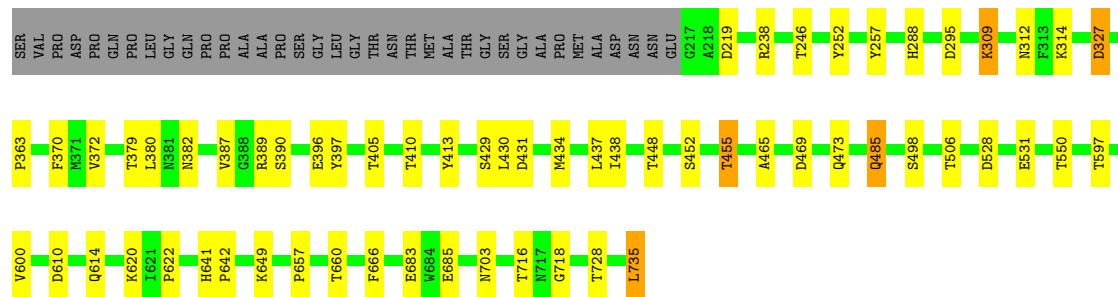 SER VAL PRO ASP PRO GLN PRO LEU GLY GLN PRO PRO ALA ALA PRO SER GLY LEU GLY THR ASN THR MET ALA THR GLY SER GLY ALA PRO MET ALA ASP ASN ASN GLU G217 A218 D219 R238 T246 Y252 Y257 H288 D295 K309 N312 F313 K314 D327
P363 F370 M371 V372 T379 L380 N381 N382 V387 G388 R389 S390 E396 Y397 T405 T410 Y413 S429 L430 D431 M434 L437 I438 T448 S452 T455 A465 D469 Q473 Q485 S498 T506 D528 E531 T550 T597
V600 D610 Q614 K620 I621 P622 H641 P642 K649 P657 T660 F666 E683 W684 E685 N703 T716 N717 G718 T728 L735